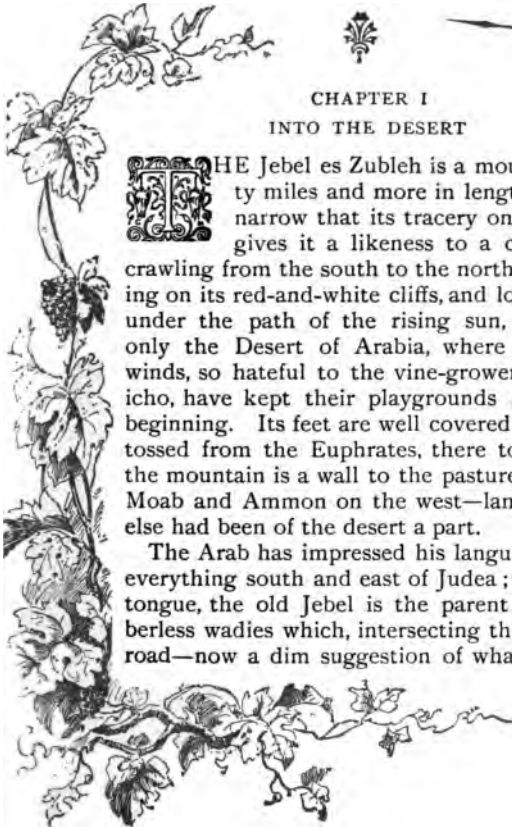 CHAPTER I
INTO THE DESERT
THE Jebel es Zubleh is a mou
ty miles and more in lengt
narrow that its tracery on
gives it a likeness to a c
crawling from the south to the north
ing on its red-and-white cliffs, and lo
under the path of the rising sun,
only the Desert of Arabia, where
winds, so hateful to the vine-grower
icho, have kept their playgrounds
beginning. Its feet are well covered
tossed from the Euphrates, there to
the mountain is a wall to the pasture
Moab and Ammon on the west—lan
else had been of the desert a part.
The Arab has impressed his langu
everything south and east of Judea;
tongue, the old Jebel is the parent
berless wadies which, intersecting th
road—now a dim suggestion of wha